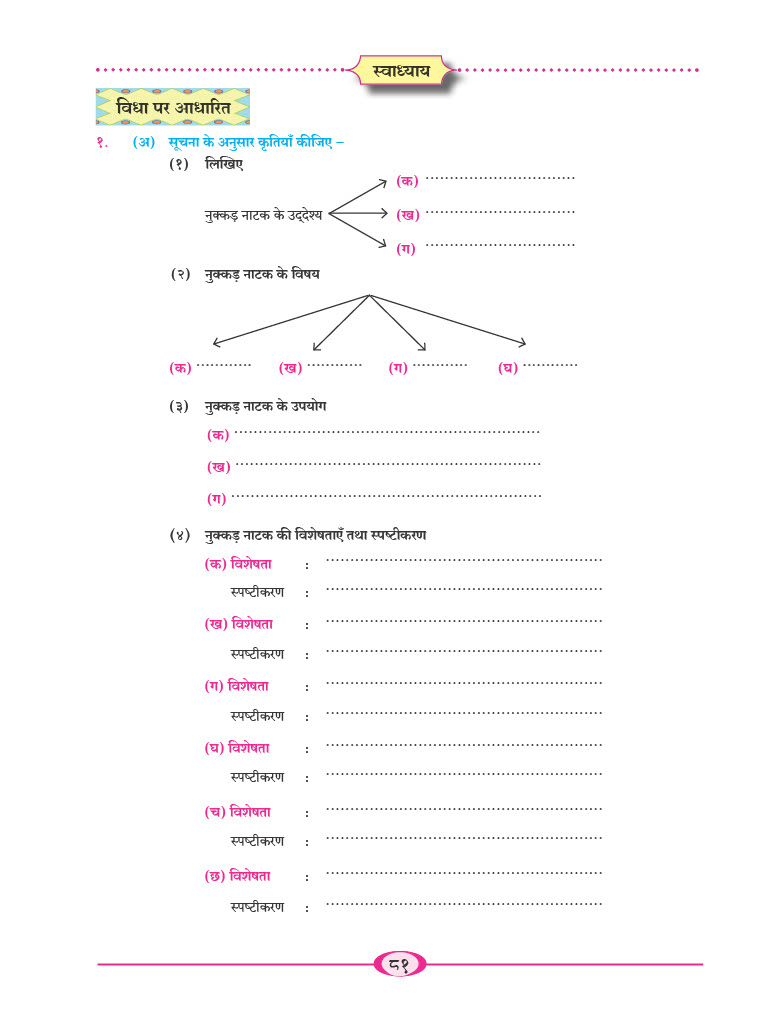 स्वाध्याय
विधा पर आधारित
१. (अ) सूचना के अनुसार कृतियाँ कीजिए –
(१) लिखिए
(क) ................................
नुक्कड़ नाटक के उद्देश्य (ख) ................................
(ग) ................................
(२) नुक्कड़ नाटक के विषय
(क) ............ (ख) ............ (ग) ............ (घ) ............
(३) नुक्कड़ नाटक के उपयोग
(क) ................................................................
(ख) ................................................................
(ग) ................................................................
(४) नुक्कड़ नाटक की विशेषताएँ तथा स्पष्टीकरण
(क) विशेषता : ..........................................................
स्पष्टीकरण : ..........................................................
(ख) विशेषता : ..........................................................
स्पष्टीकरण : ..........................................................
(ग) विशेषता : ..........................................................
स्पष्टीकरण : ..........................................................
(घ) विशेषता : ..........................................................
स्पष्टीकरण : ..........................................................
(च) विशेषता : ..........................................................
स्पष्टीकरण : ..........................................................
(छ) विशेषता : ..........................................................
स्पष्टीकरण : ..........................................................
८१